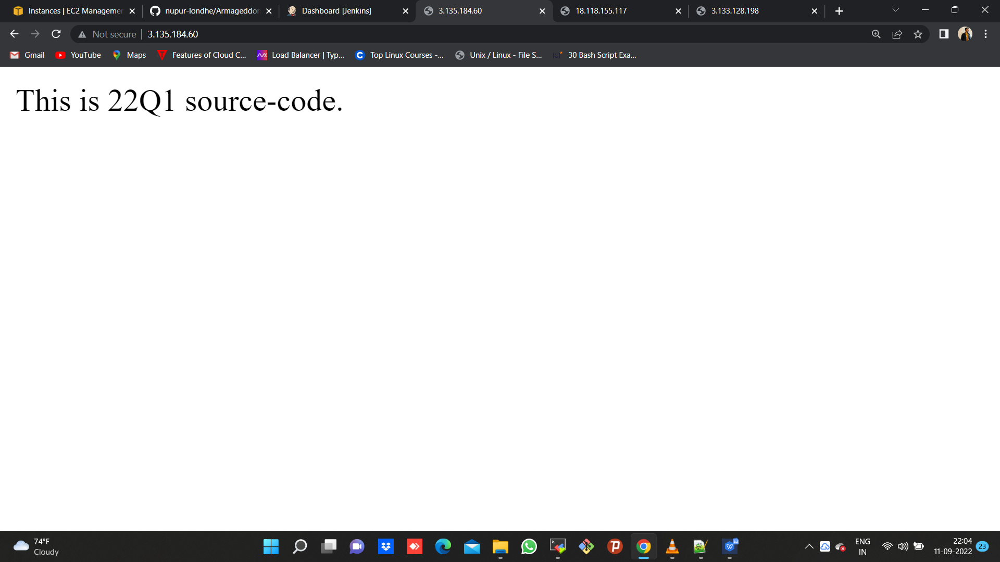 Instances | EC2 Managemer
nupur-londhe/Armageddon
Dashboard [Jenkins]
3.135.184.60
18.118.155.117
3.133.128.198
Not secure
3.135.184.60
Gmail
YouTube
Maps
Features of Cloud C...
Load Balancer | Typ...
Top Linux Courses -...
Unix / Linux - File S...
30 Bash Script Exa...
This is 22Q1 source-code.
74°F
Cloudy
ENG
IN
22:04
11-09-2022
23